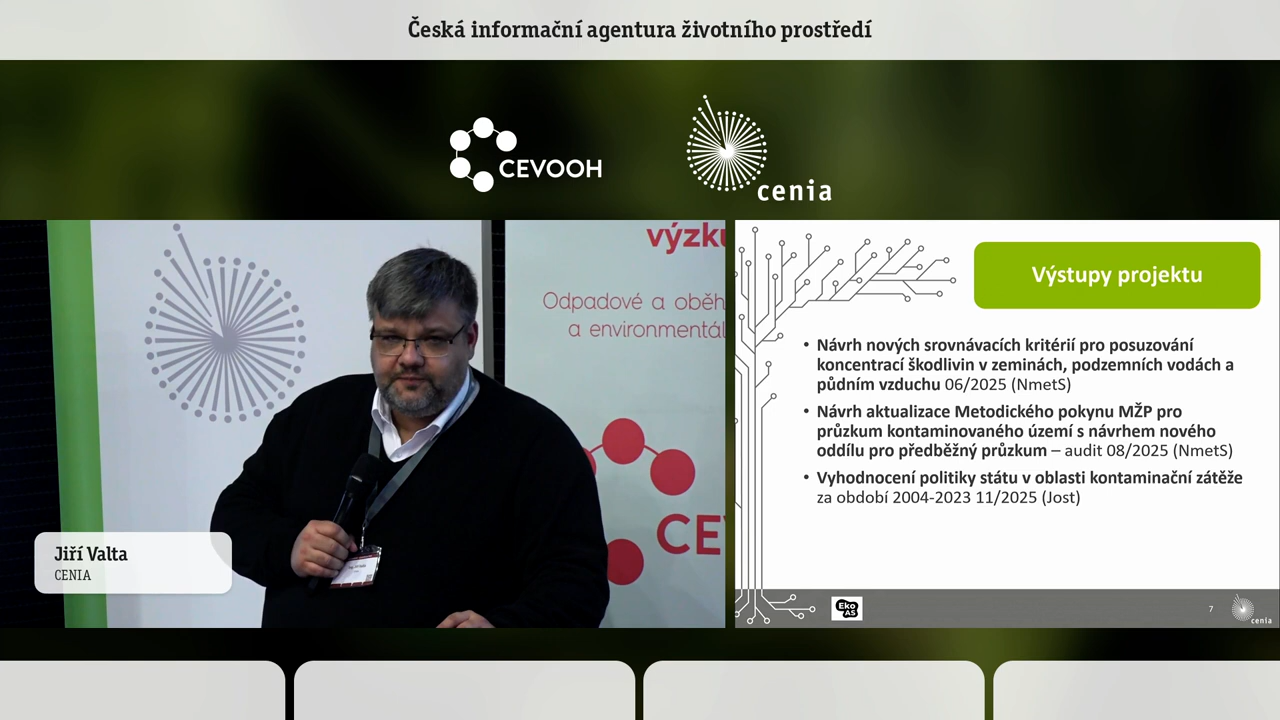 Česká informační agentura životního prostředí
CEVOOH
cenia
výzku
Odpadové a oběh
a environmentál
CE
Jiří Valta
CENIA
Výstupy projektu
• Návrh nových srovnávacích kritérií pro posuzování
koncentrací škodlivin v zeminách, podzemních vodách a
půdním vzduchu 06/2025 (NmetS)
• Návrh aktualizace Metodického pokynu MŽP pro
průzkum kontaminovaného území s návrhem nového
oddílu pro předběžný průzkum – audit 08/2025 (NmetS)
• Vyhodnocení politiky státu v oblasti kontaminační zátěže
za období 2004-2023 11/2025 (Jost)
Eko
AS
7
cenia